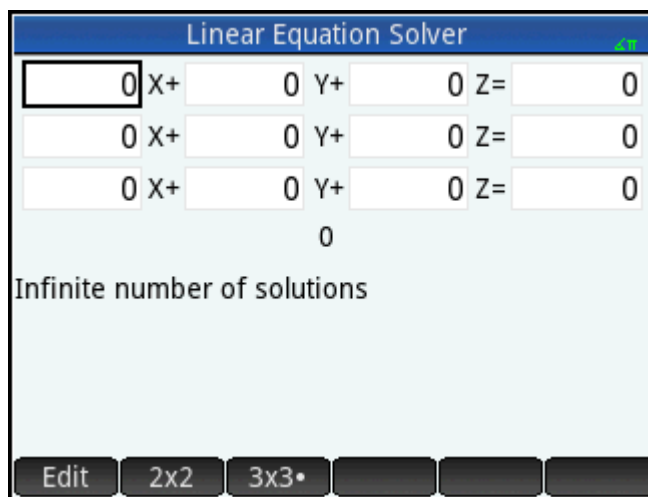 Linear Equation Solver ∡π
0 X+ 0 Y+ 0 Z= 0
0 X+ 0 Y+ 0 Z= 0
0 X+ 0 Y+ 0 Z= 0
0
Infinite number of solutions
Edit 2x2 3x3•